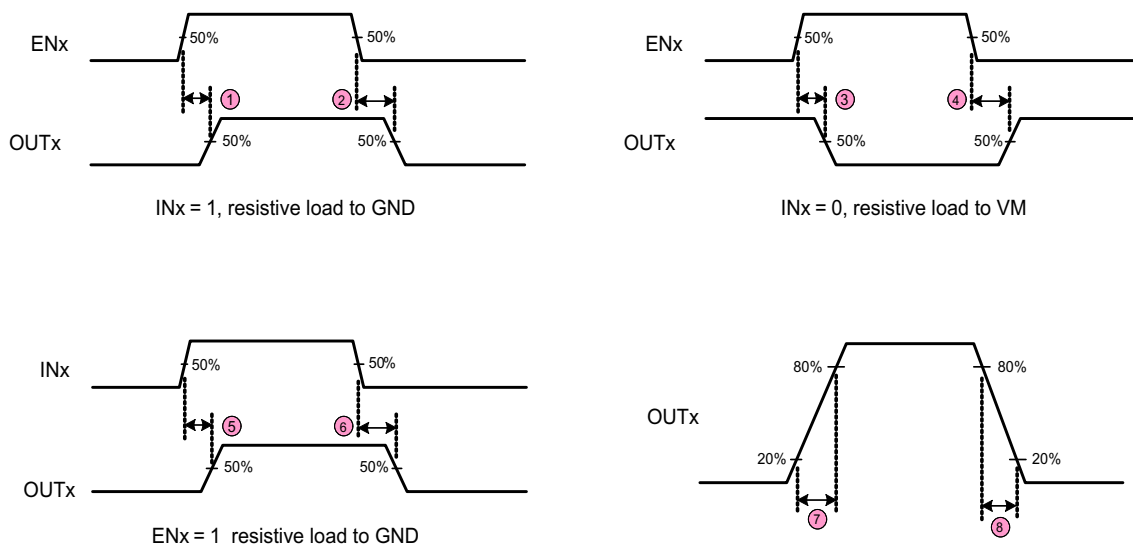 ENx
50%
50%
1
2
OUTx
50%
50%
INx = 1, resistive load to GND
ENx
50%
50%
3
4
OUTx
50%
50%
INx = 0, resistive load to VM
INx
50%
50%
5
6
OUTx
50%
50%
ENx = 1 resistive load to GND
80%
80%
OUTx
20%
20%
7
8